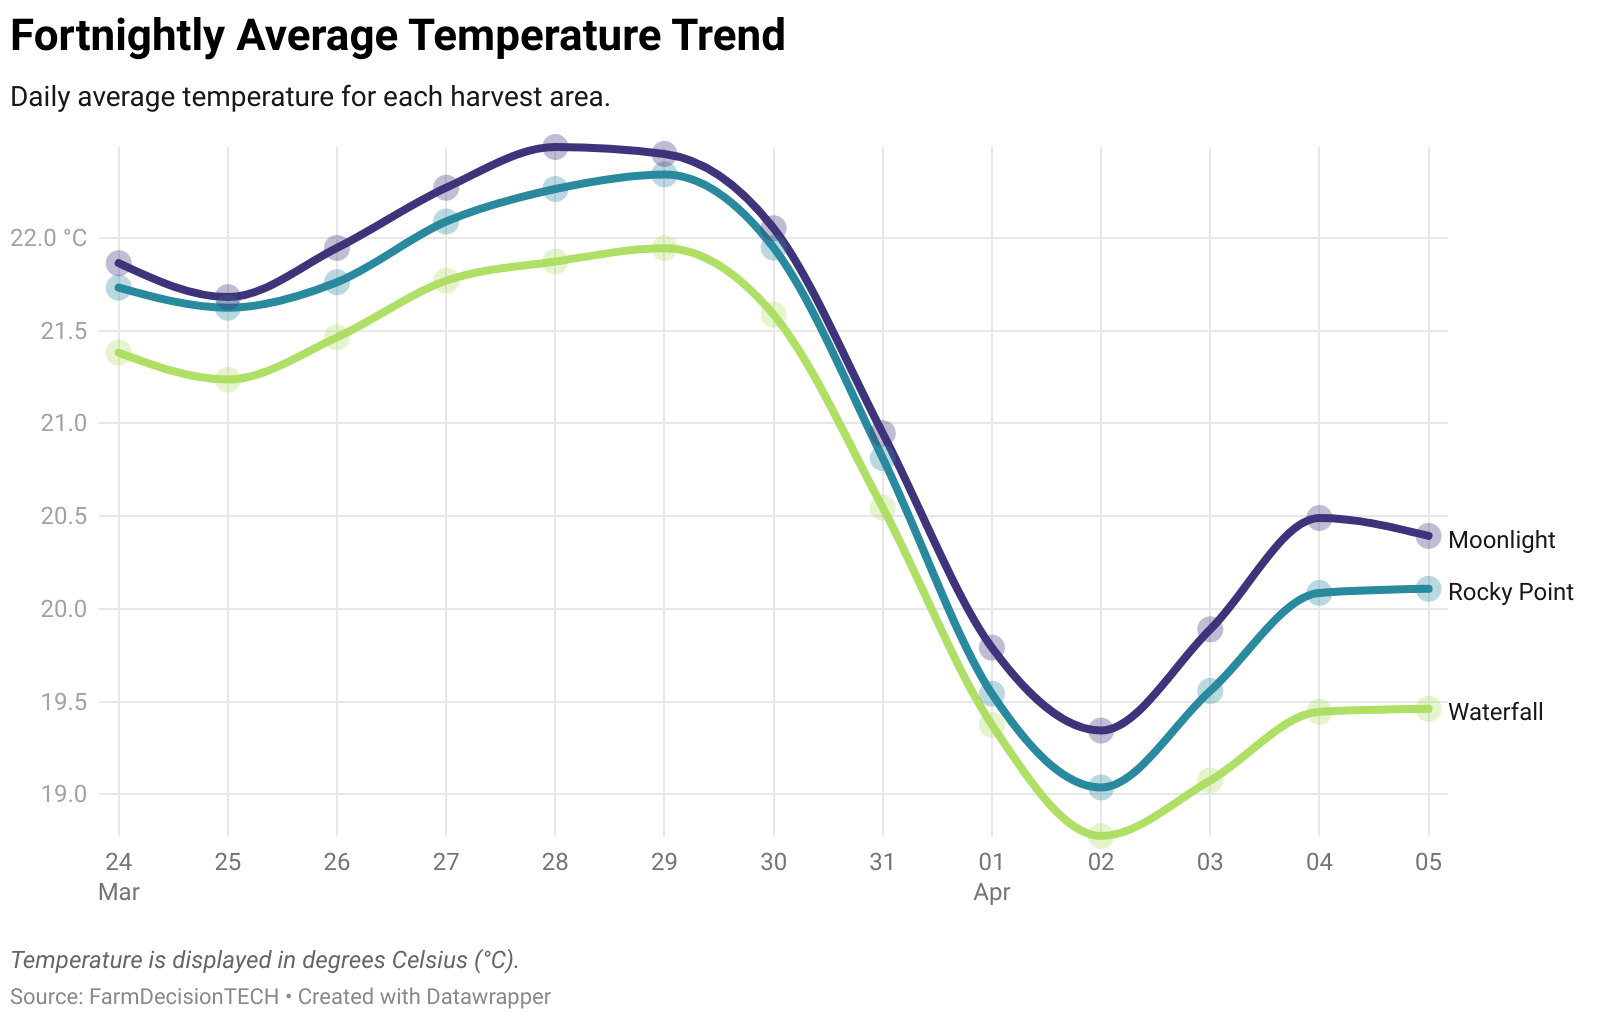 Fortnightly Average Temperature Trend
Daily average temperature for each harvest area.
22.0 °C
21.5
21.0
20.5
20.0
19.5
19.0
Moonlight
Rocky Point
Waterfall
24 25 26 27 28 29 30 31 01 02 03 04 05
Mar Apr
Temperature is displayed in degrees Celsius (°C).
Source: FarmDecisionTECH • Created with Datawrapper